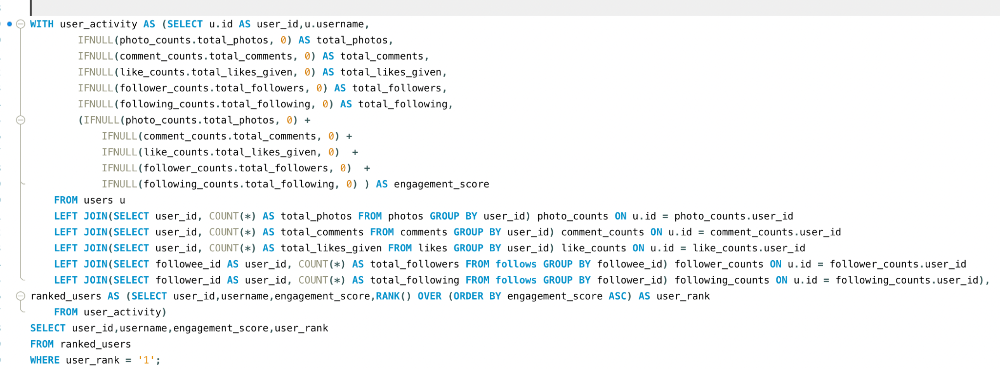 WITH user_activity AS (SELECT u.id AS user_id,u.username,
IFNULL(photo_counts.total_photos, 0) AS total_photos,
IFNULL(comment_counts.total_comments, 0) AS total_comments,
IFNULL(like_counts.total_likes_given, 0) AS total_likes_given,
IFNULL(follower_counts.total_followers, 0) AS total_followers,
IFNULL(following_counts.total_following, 0) AS total_following,
(IFNULL(photo_counts.total_photos, 0) +
IFNULL(comment_counts.total_comments, 0) +
IFNULL(like_counts.total_likes_given, 0)  +
IFNULL(follower_counts.total_followers, 0)  +
IFNULL(following_counts.total_following, 0) ) AS engagement_score
FROM users u
LEFT JOIN(SELECT user_id, COUNT(*) AS total_photos FROM photos GROUP BY user_id) photo_counts ON u.id = photo_counts.user_id
LEFT JOIN(SELECT user_id, COUNT(*) AS total_comments FROM comments GROUP BY user_id) comment_counts ON u.id = comment_counts.user_id
LEFT JOIN(SELECT user_id, COUNT(*) AS total_likes_given FROM likes GROUP BY user_id) like_counts ON u.id = like_counts.user_id
LEFT JOIN(SELECT followee_id AS user_id, COUNT(*) AS total_followers FROM follows GROUP BY followee_id) follower_counts ON u.id = follower_counts.user_id
LEFT JOIN(SELECT follower_id AS user_id, COUNT(*) AS total_following FROM follows GROUP BY follower_id) following_counts ON u.id = following_counts.user_id),
ranked_users AS (SELECT user_id,username,engagement_score,RANK() OVER (ORDER BY engagement_score ASC) AS user_rank
FROM user_activity)
SELECT user_id,username,engagement_score,user_rank
FROM ranked_users
WHERE user_rank = '1';